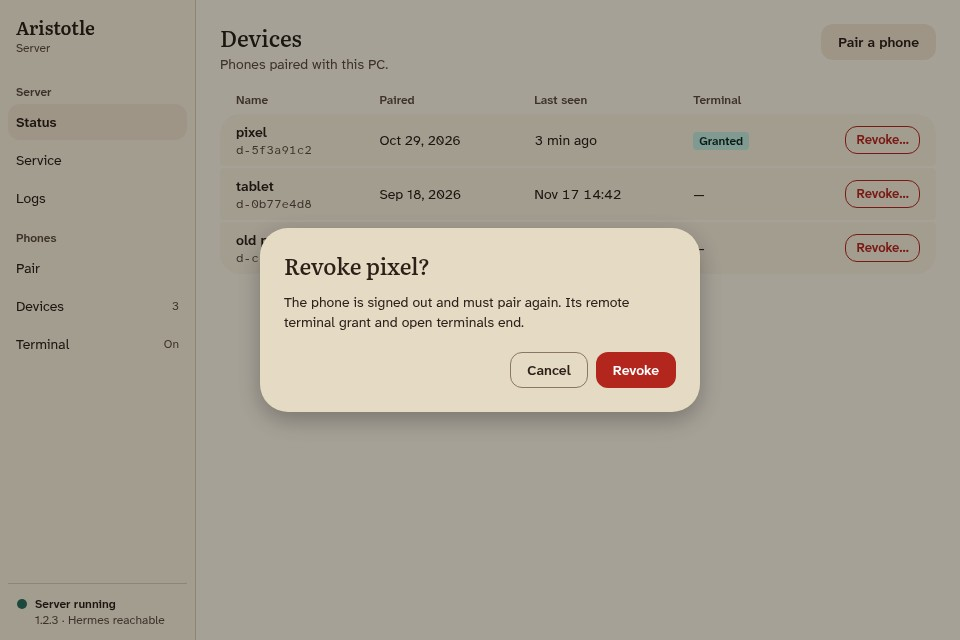 Aristotle
Server
Server
Status
Service
Logs
Phones
Pair
Devices 3
Terminal On
Server running
1.2.3 · Hermes reachable
Devices
Phones paired with this PC.
Pair a phone
Name Paired Last seen Terminal
pixel
d-5f3a91c2
Oct 29, 2026 3 min ago Granted Revoke…
tablet
d-0b77e4d8
Sep 18, 2026 Nov 17 14:42 — Revoke…
old
Revoke…
Revoke pixel?
The phone is signed out and must pair again. Its remote
terminal grant and open terminals end.
Cancel Revoke